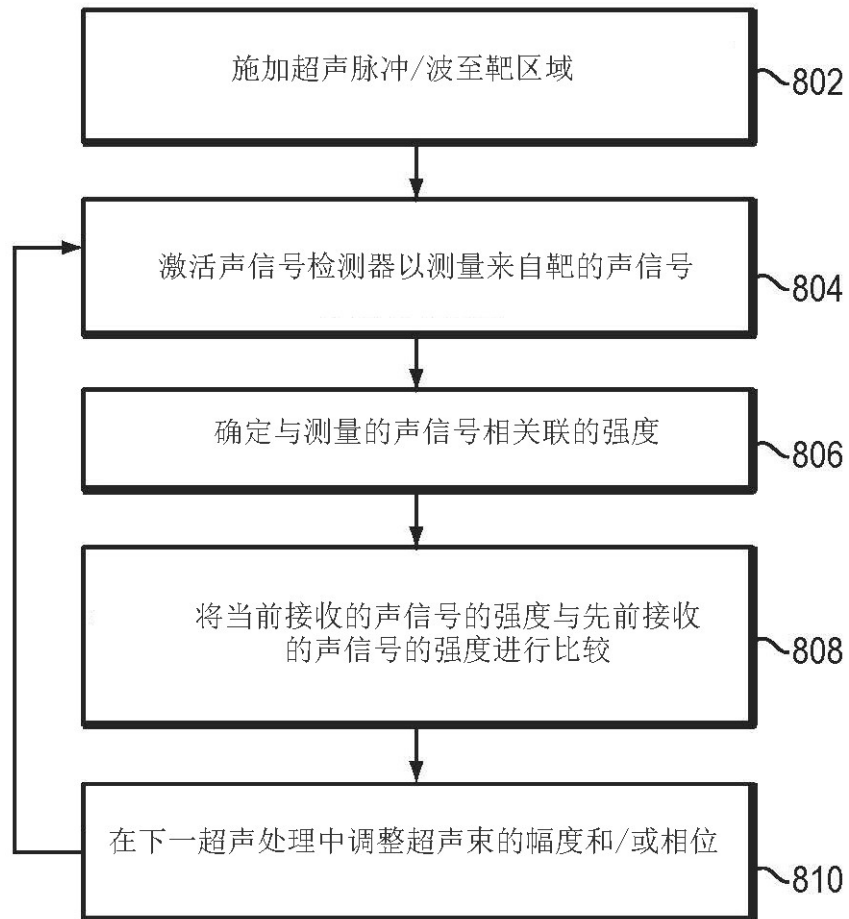 施加超声脉冲/波至靶区域
802
激活声信号检测器以测量来自靶的声信号
804
确定与测量的声信号相关联的强度
806
将当前接收的声信号的强度与先前接收
的声信号的强度进行比较
808
在下一超声处理中调整超声束的幅度和/或相位
810